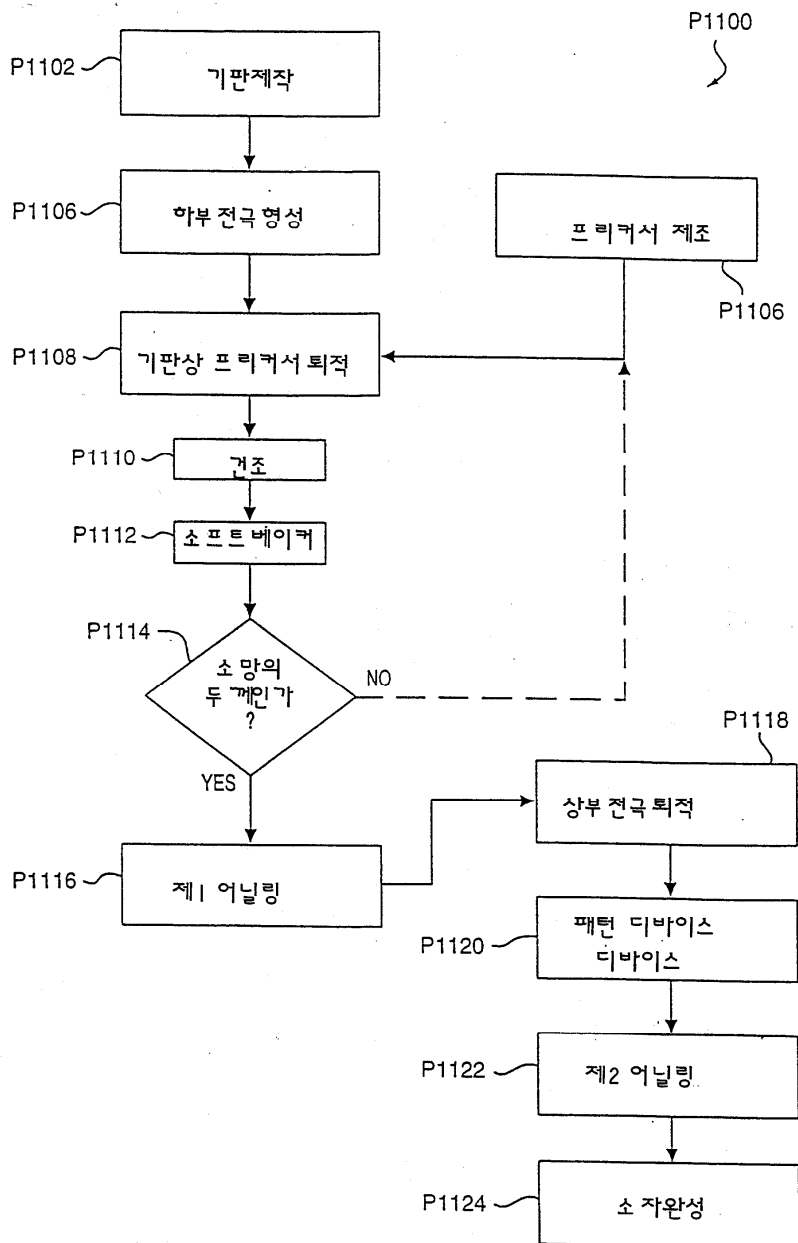 P1100
P1102
기판제작
P1106
하부전극형성
프리커서 제조
P1106
P1108
기판상 프리커서퇴적
P1110
건조
P1112
소프트베이커
P1114
소망의
두께인가
?
NO
YES
P1116
제1 어닐링
P1118
상부전극퇴적
P1120
패턴 디바이스
디바이스
P1122
제2 어닐링
P1124
소자완성